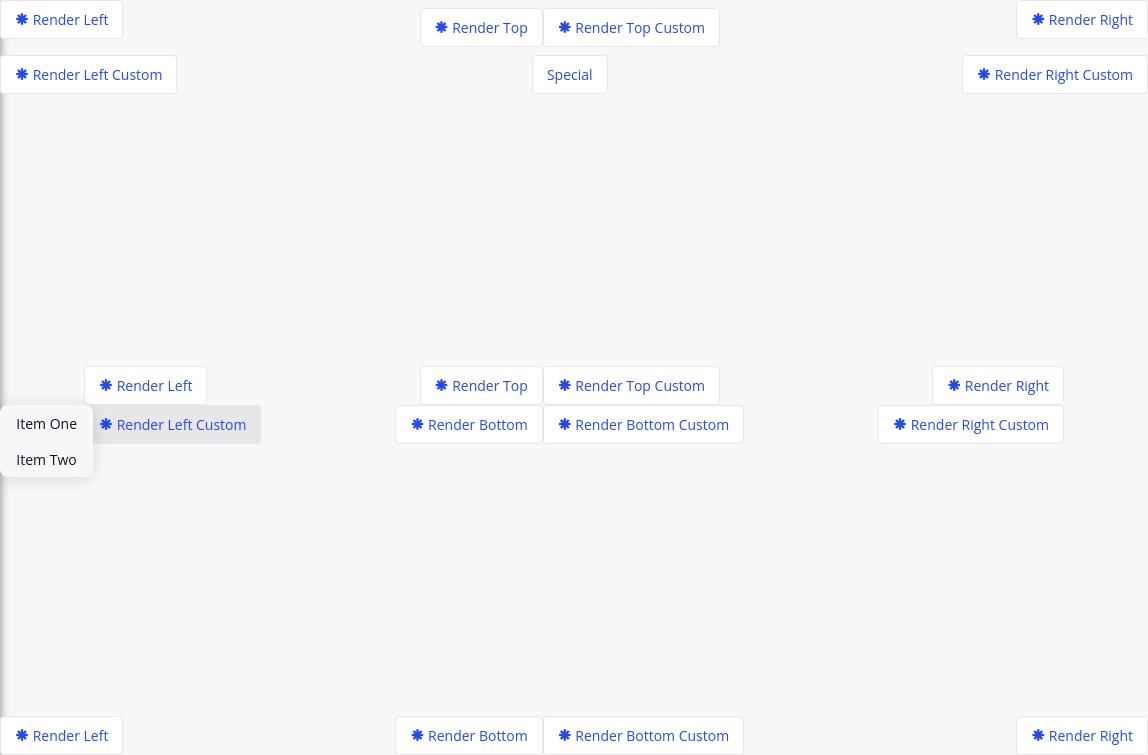 Render Left
Render Top
Render Top Custom
Render Right
Render Left Custom
Special
Render Right Custom
Render Left
Render Top
Render Top Custom
Render Right
Item One
Render Left Custom
Render Bottom
Render Bottom Custom
Render Right Custom
Item Two
Render Left
Render Bottom
Render Bottom Custom
Render Right